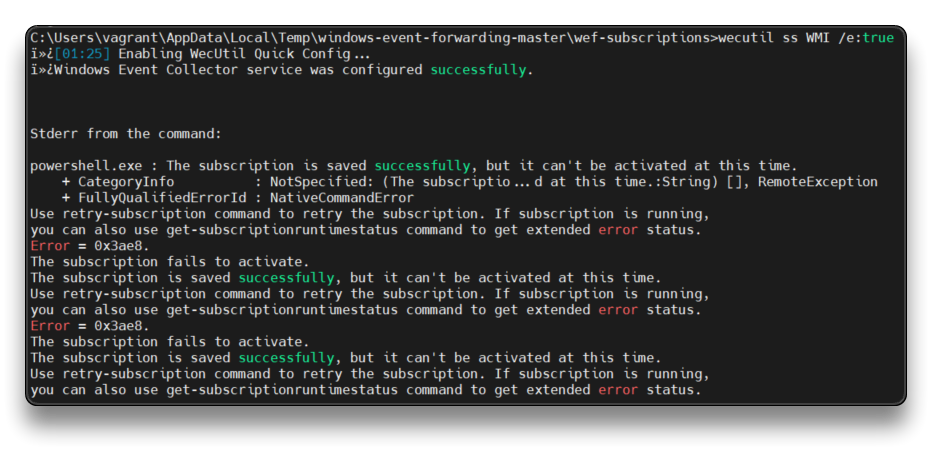 C:\Users\vagrant\AppData\Local\Temp\windows-event-forwarding-master\wef-subscriptions>wecutil ss WMI /e:true
ï»¿[01:25] Enabling WecUtil Quick Config...
ï»¿Windows Event Collector service was configured successfully.
Stderr from the command:
powershell.exe : The subscription is saved successfully, but it can't be activated at this time.
    + CategoryInfo          : NotSpecified: (The subscriptio...d at this time.:String) [], RemoteException
    + FullyQualifiedErrorId : NativeCommandError
Use retry-subscription command to retry the subscription. If subscription is running,
you can also use get-subscriptionruntimestatus command to get extended error status.
Error = 0x3ae8.
The subscription fails to activate.
The subscription is saved successfully, but it can't be activated at this time.
Use retry-subscription command to retry the subscription. If subscription is running,
you can also use get-subscriptionruntimestatus command to get extended error status.
Error = 0x3ae8.
The subscription fails to activate.
The subscription is saved successfully, but it can't be activated at this time.
Use retry-subscription command to retry the subscription. If subscription is running,
you can also use get-subscriptionruntimestatus command to get extended error status.